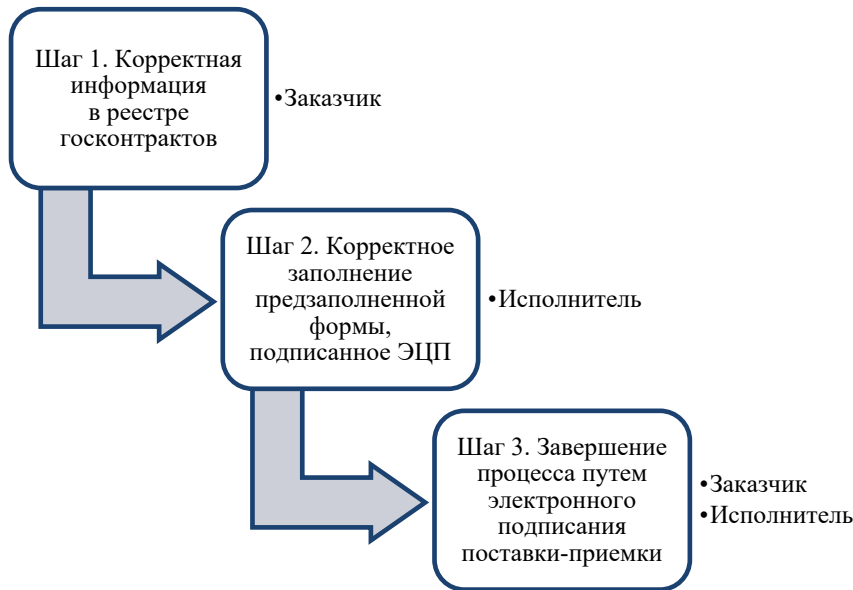 Шаг 1. Корректная
информация
в реестре
госконтрактов
•Заказчик
Шаг 2. Корректное
заполнение
предзаполненной
формы,
подписанное ЭЦП
•Исполнитель
Шаг 3. Завершение
процесса путем
электронного
подписания
поставки-приемки
•Заказчик
•Исполнитель